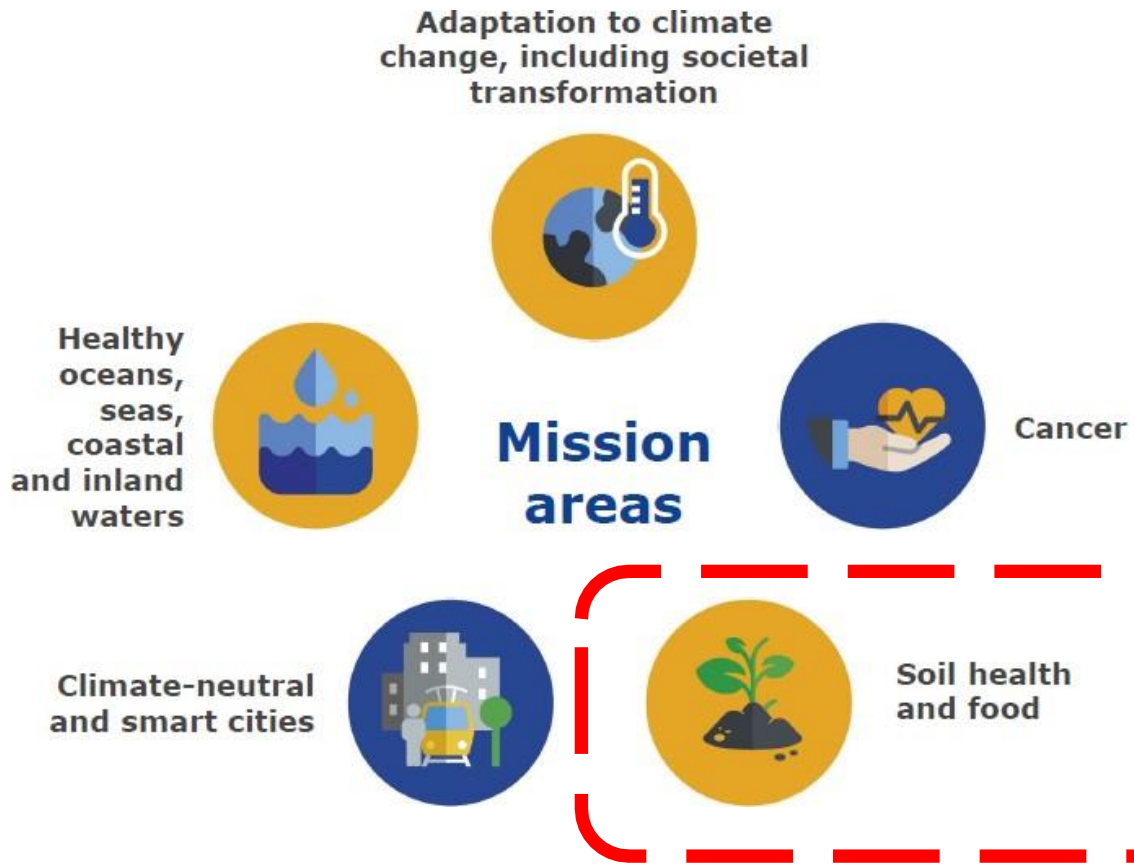 Adaptation to climate
change, including societal
transformation
Healthy
oceans,
seas,
coastal
and inland
waters
Mission
areas
Cancer
Climate-neutral
and smart cities
Soil health
and food